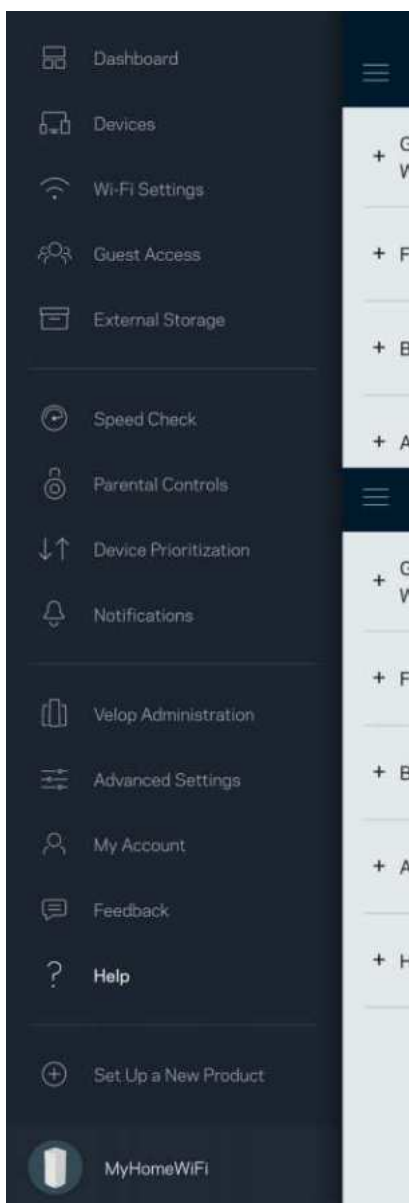 Dashboard
Devices
Wi-Fi Settings
Guest Access
External Storage
Speed Check
Parental Controls
Device Prioritization
Notifications
Velop Administration
Advanced Settings
My Account
Feedback
? Help
Set Up a New Product
MyHomeWiFi
+ G
W
+ F
+ B
+ A
+ G
W
+ F
+ B
+ A
+ H